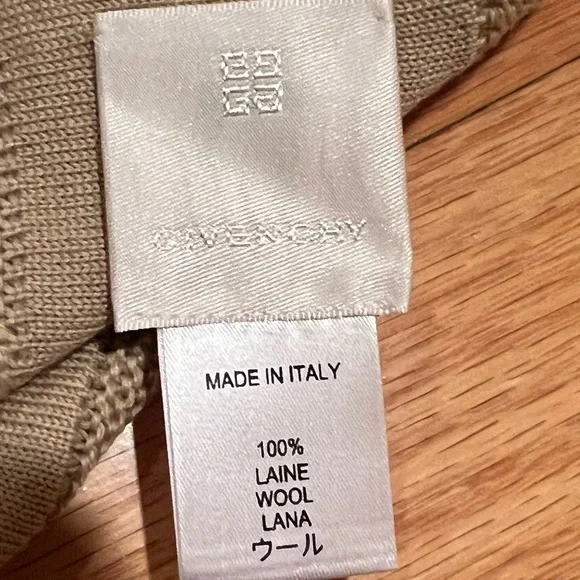 GIVENCHY
MADE IN ITALY
100%
LAINE
WOOL
LANA
ウール